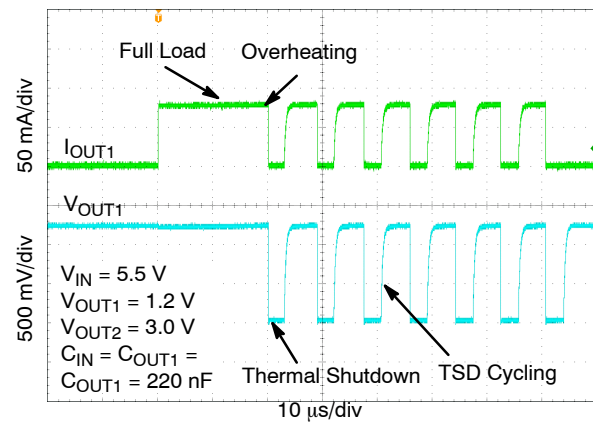 Full Load
Overheating
50 mA/div
IOUT1
VOUT1
500 mV/div
VIN = 5.5 V
VOUT1 = 1.2 V
VOUT2 = 3.0 V
CIN = COUT1 =
COUT1 = 220 nF
Thermal Shutdown
TSD Cycling
10 μs/div